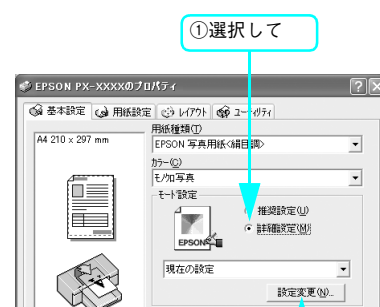 ①選択して
EPSON PX-XXXXのプロパティ
基本設定 用紙設定 レイアウト ユーティリティ
A4 210 x 297 mm
用紙種類(T)
EPSON 写真用紙<絹目調>
カラー(C)
モノクロ写真
モード設定
推奨設定(U)
詳細設定(M)
EPSON
現在の設定
設定変更(N)...